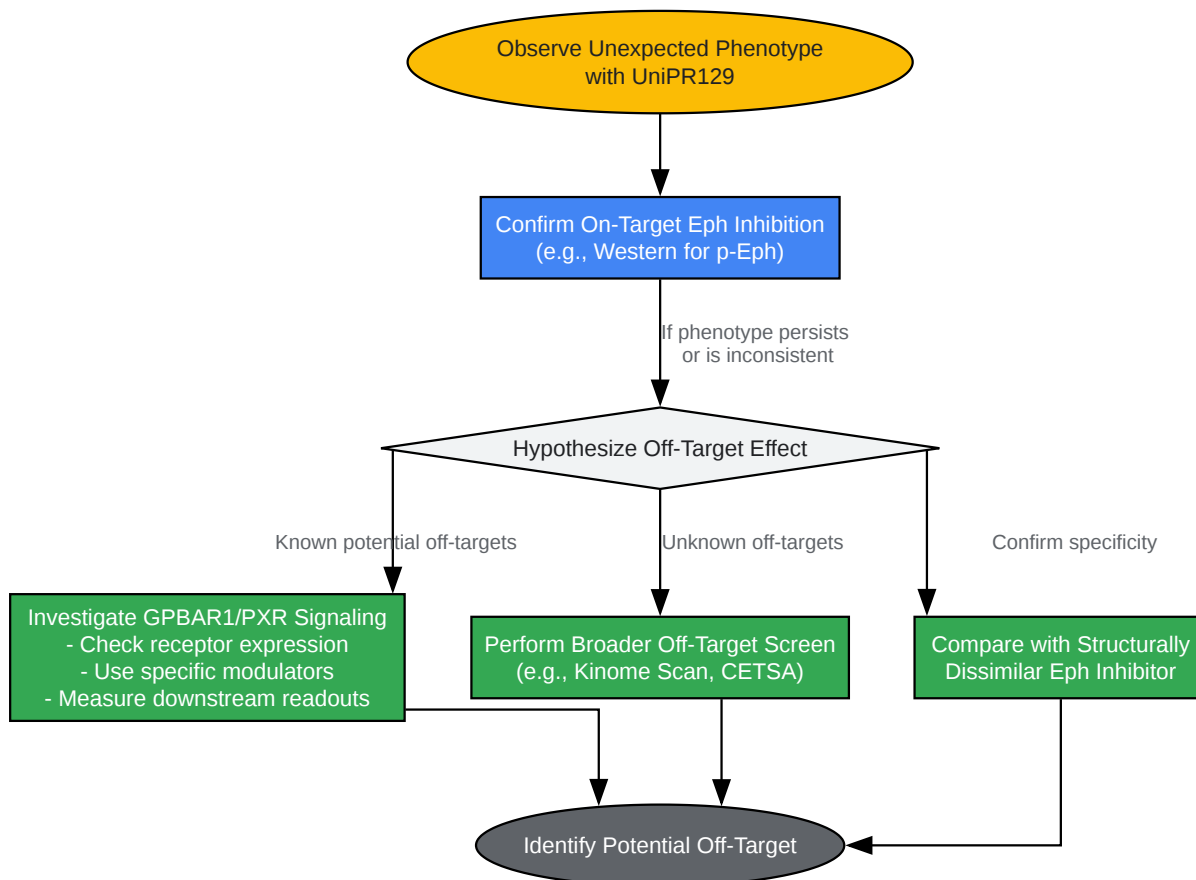 Observe Unexpected Phenotype
with UniPR129
Confirm On-Target Eph Inhibition
(e.g., Western for p-Eph)
If phenotype persists
or is inconsistent
Hypothesize Off-Target Effect
Known potential off-targets
Unknown off-targets
Confirm specificity
Investigate GPBAR1/PXR Signaling
- Check receptor expression
- Use specific modulators
- Measure downstream readouts
Perform Broader Off-Target Screen
(e.g., Kinome Scan, CETSA)
Compare with Structurally
Dissimilar Eph Inhibitor
Identify Potential Off-Target